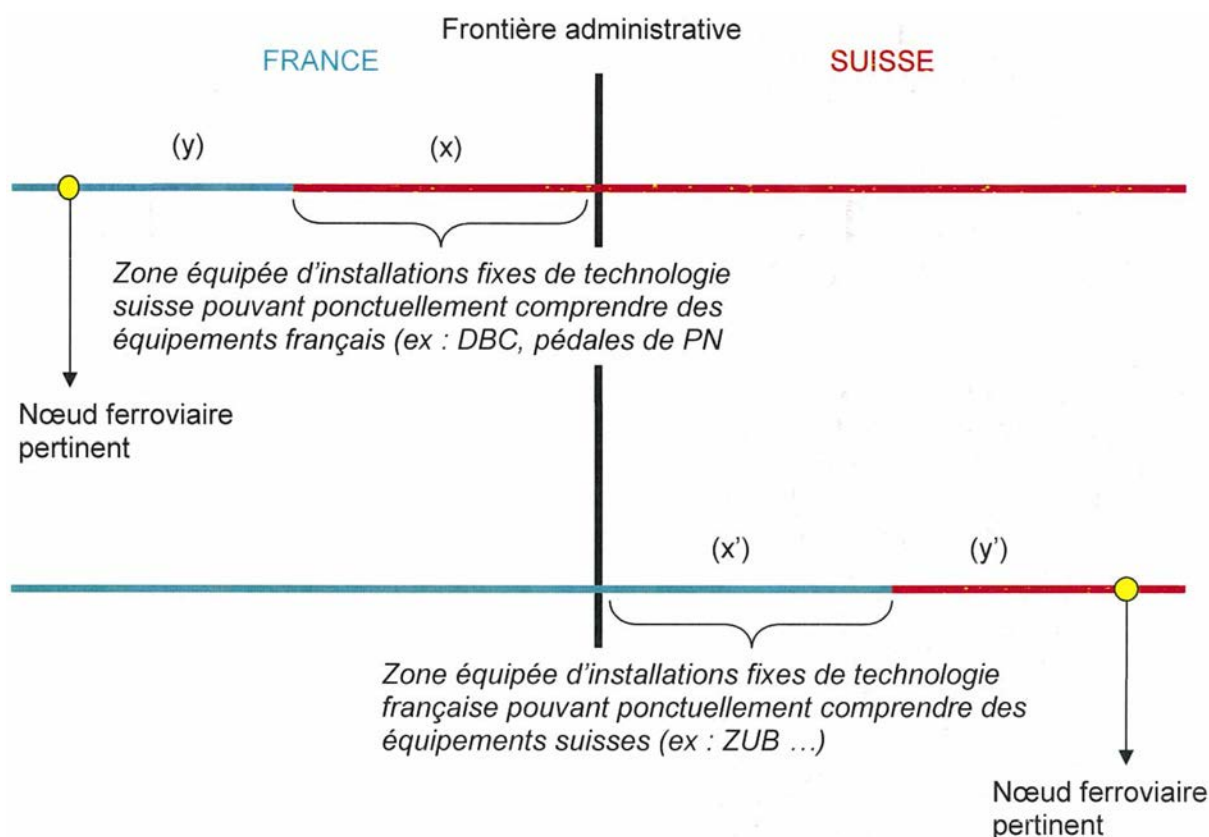 Frontière administrative
FRANCE
SUISSE
(y)
(x)
Zone équipée d'installations fixes de technologie
suisse pouvant ponctuellement comprendre des
équipements français (ex : DBC, pédales de PN
Nœud ferroviaire
pertinent
(x')
(y')
Zone équipée d'installations fixes de technologie
française pouvant ponctuellement comprendre des
équipements suisses (ex : ZUB …)
Nœud ferroviaire
pertinent